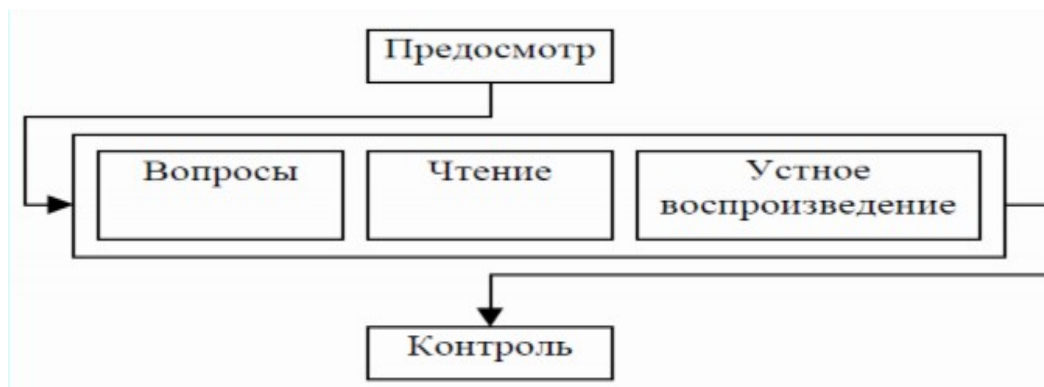 Предосмотр
Вопросы
Чтение
Устное
воспроизведение
Контроль